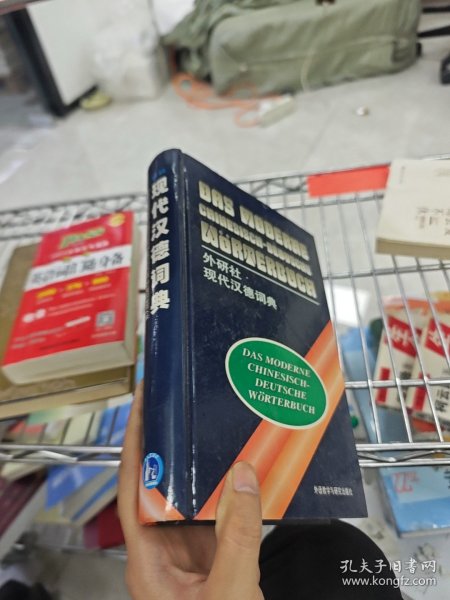 现代汉德词典
DAS MODERNE
CHINESISCH-DEUTSCHE
WÖRTERBUCH
外研社·
现代汉德词典
DAS MODERNE
CHINESISCH-
DEUTSCHE
WÖRTERBUCH
外语教学与研究出版社
孔夫子旧书网
www.kongfz.com